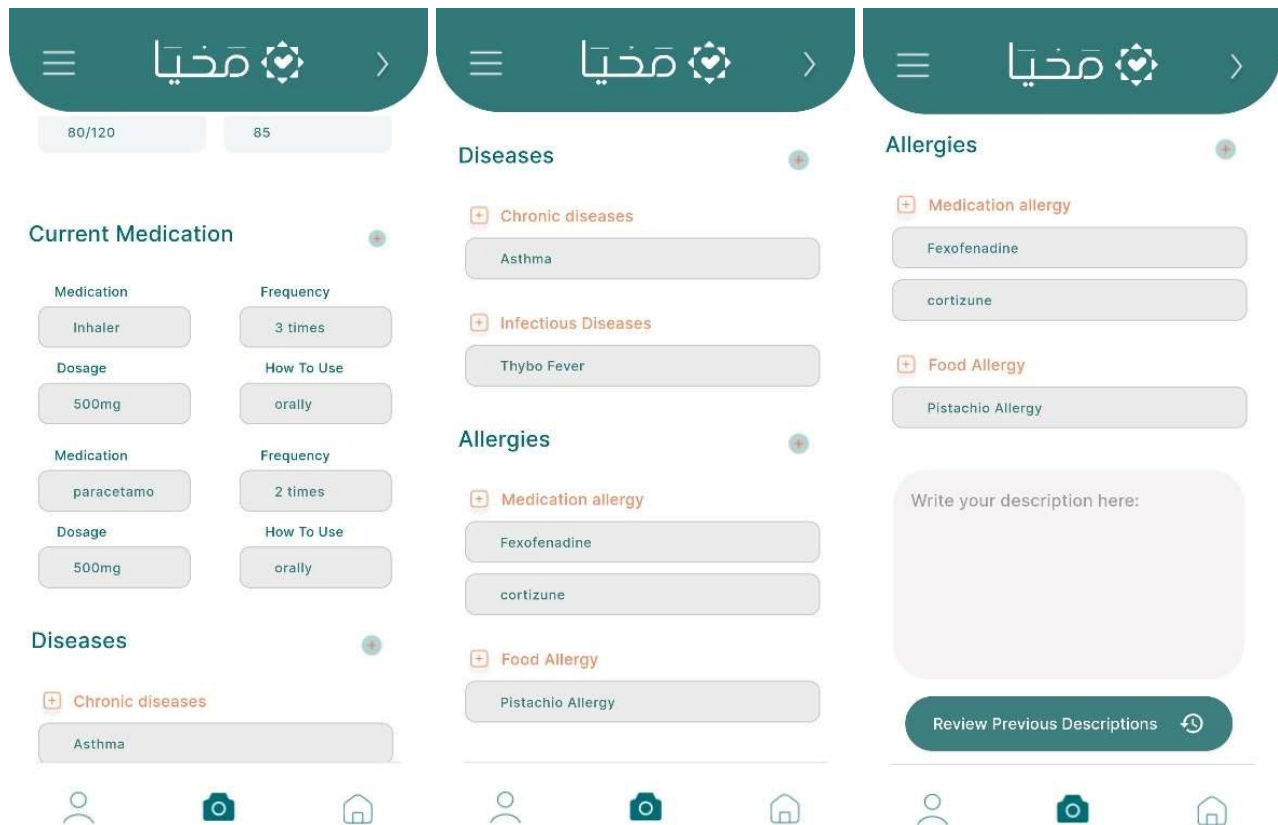 مَحْيَا
80/120
85
Current Medication
Medication
Frequency
Inhaler
3 times
Dosage
How To Use
500mg
orally
Medication
Frequency
paracetamo
2 times
Dosage
How To Use
500mg
orally
Diseases
Chronic diseases
Asthma
مَحْيَا
Diseases
Chronic diseases
Asthma
Infectious Diseases
Thybo Fever
Allergies
Medication allergy
Fexofenadine
cortizune
Food Allergy
Pistachio Allergy
مَحْيَا
Allergies
Medication allergy
Fexofenadine
cortizune
Food Allergy
Pistachio Allergy
Write your description here:
Review Previous Descriptions